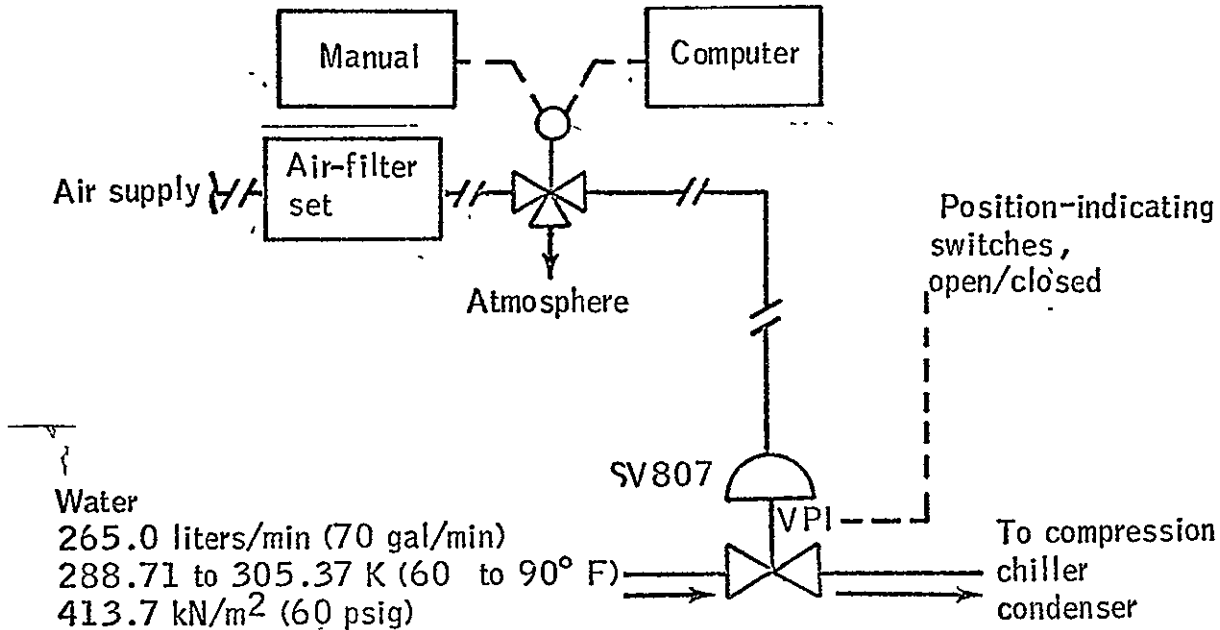 Manual
Computer
Air supply
Air-filter
set
Atmosphere
Position-indicating
switches,
open/closed
SV807
VPI
Water
265.0 liters/min (70 gal/min)
288.71 to 305.37 K (60 to 90° F)
413.7 kN/m² (60 psig)
To compression
chiller
condenser